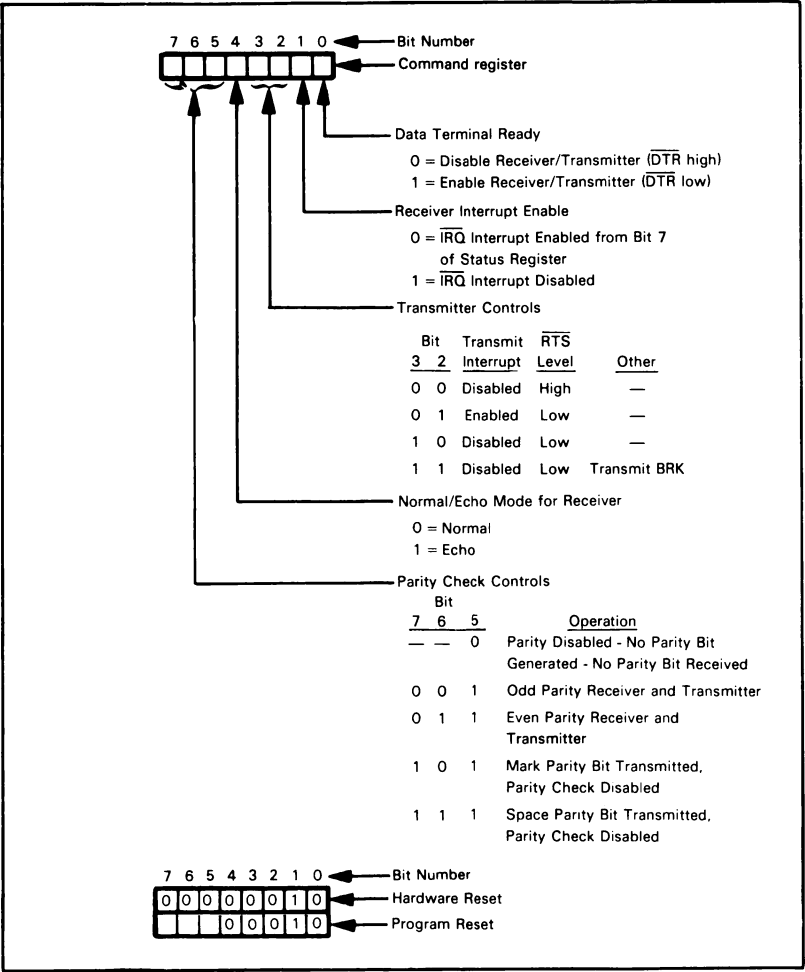 7 6 5 4 3 2 1 0 Bit Number
Command register
Data Terminal Ready
0 = Disable Receiver/Transmitter (D̅T̅R̅ high)
1 = Enable Receiver/Transmitter (D̅T̅R̅ low)
Receiver Interrupt Enable
0 = I̅R̅Q̅ Interrupt Enabled from Bit 7
of Status Register
1 = I̅R̅Q̅ Interrupt Disabled
Transmitter Controls
Bit Transmit R̅T̅S̅
3 2 Interrupt Level Other
0 0 Disabled High —
0 1 Enabled Low —
1 0 Disabled Low —
1 1 Disabled Low Transmit BRK
Normal/Echo Mode for Receiver
0 = Normal
1 = Echo
Parity Check Controls
Bit
7 6 5 Operation
— — 0 Parity Disabled - No Parity Bit
Generated - No Parity Bit Received
0 0 1 Odd Parity Receiver and Transmitter
0 1 1 Even Parity Receiver and
Transmitter
1 0 1 Mark Parity Bit Transmitted,
Parity Check Disabled
1 1 1 Space Parity Bit Transmitted,
Parity Check Disabled
7 6 5 4 3 2 1 0 Bit Number
0 0 0 0 0 0 1 0 Hardware Reset
0 0 0 1 0 Program Reset